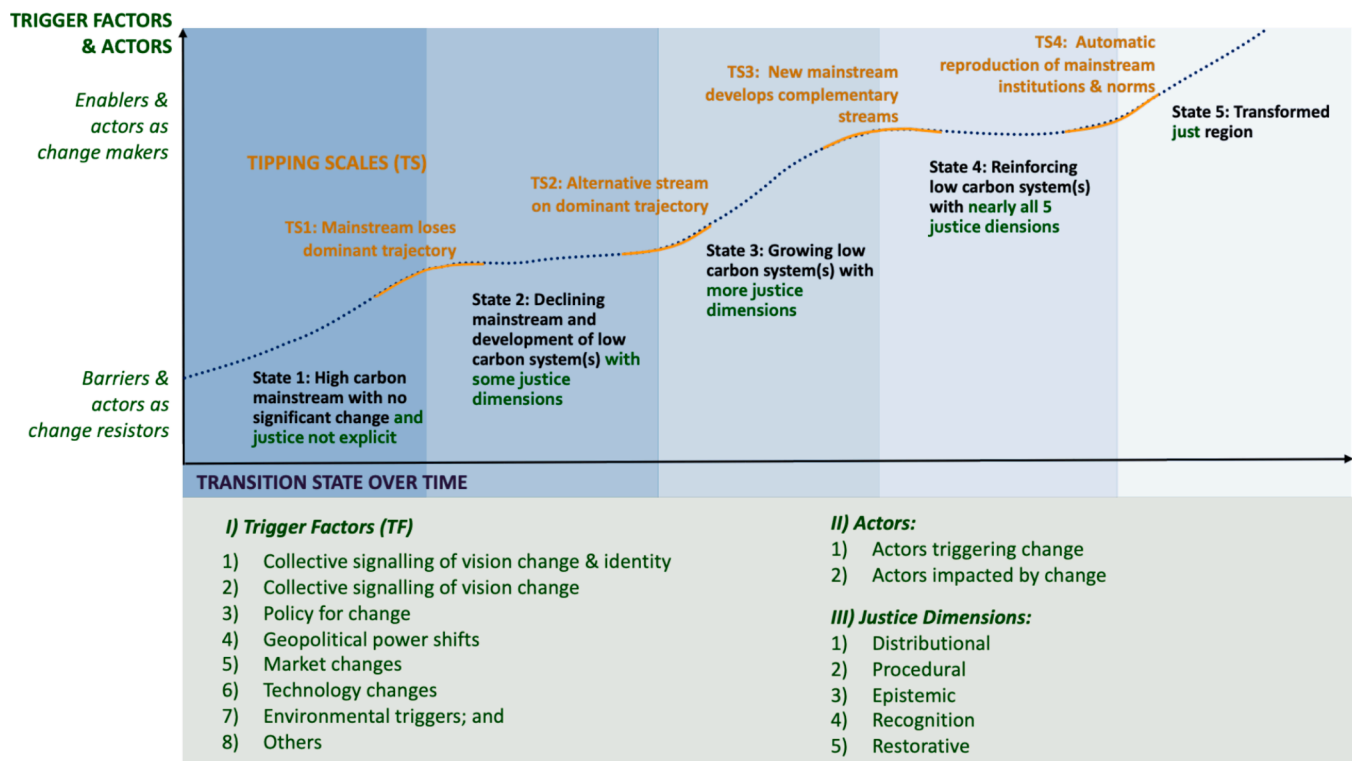 TRIGGER FACTORS
& ACTORS
Enablers &
actors as
change makers
Barriers &
actors as
change resistors
TIPPING SCALES (TS)
TS1: Mainstream loses
dominant trajectory
TS2: Alternative stream
on dominant trajectory
TS3:  New mainstream
develops complementary
streams
TS4:  Automatic
reproduction of mainstream
institutions & norms
State 1: High carbon
mainstream with no
significant change and
justice not explicit
State 2: Declining
mainstream and
development of low
carbon system(s) with
some justice
dimensions
State 3: Growing low
carbon system(s) with
more justice
dimensions
State 4: Reinforcing
low carbon system(s)
with nearly all 5
justice diensions
State 5: Transformed
just region
TRANSITION STATE OVER TIME
I) Trigger Factors (TF)
1) Collective signalling of vision change & identity
2) Collective signalling of vision change
3) Policy for change
4) Geopolitical power shifts
5) Market changes
6) Technology changes
7) Environmental triggers; and
8) Others
II) Actors:
1) Actors triggering change
2) Actors impacted by change
III) Justice Dimensions:
1) Distributional
2) Procedural
3) Epistemic
4) Recognition
5) Restorative